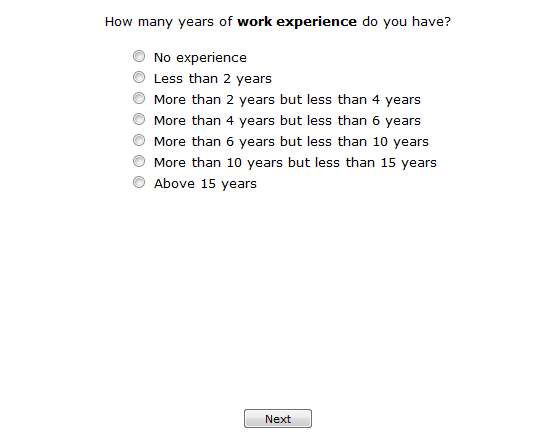 How many years of work experience do you have?
No experience
Less than 2 years
More than 2 years but less than 4 years
More than 4 years but less than 6 years
More than 6 years but less than 10 years
More than 10 years but less than 15 years
Above 15 years
Next